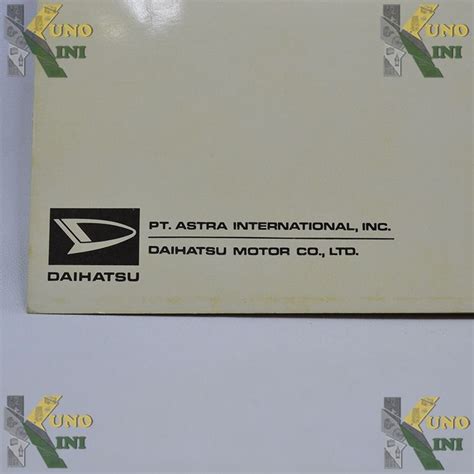 KUNO
KINI
KUNO
KINI
PT. ASTRA INTERNATIONAL, INC.
DAIHATSU MOTOR CO., LTD.
DAIHATSU
KUNO
KINI
KUNO
KINI